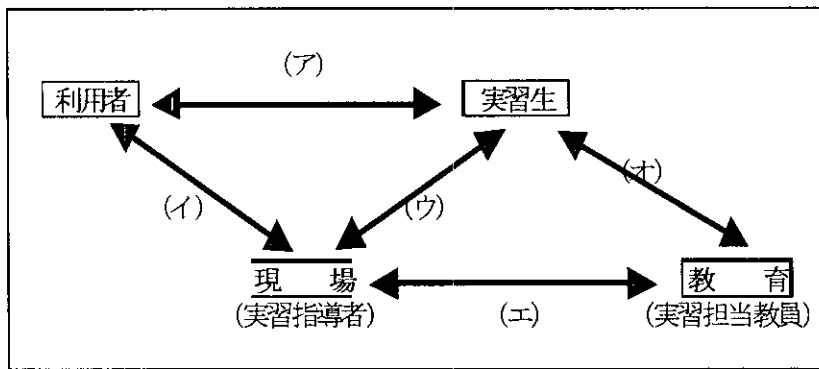 (ア)
利用者
実習生
(イ)
(ウ)
(オ)
現 場
教 育
(実習指導者)
(エ)
(実習担当教員)